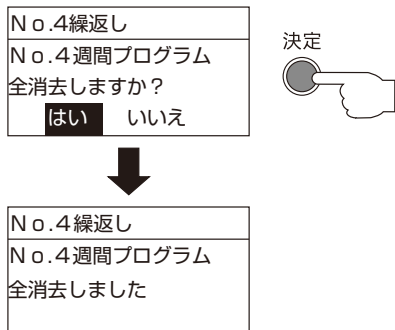 Ｎｏ.4繰返し
Ｎｏ.４週間プログラム
全消去しますか？
はい　いいえ
決定
Ｎｏ.４繰返し
Ｎｏ.４週間プログラム
全消去しました